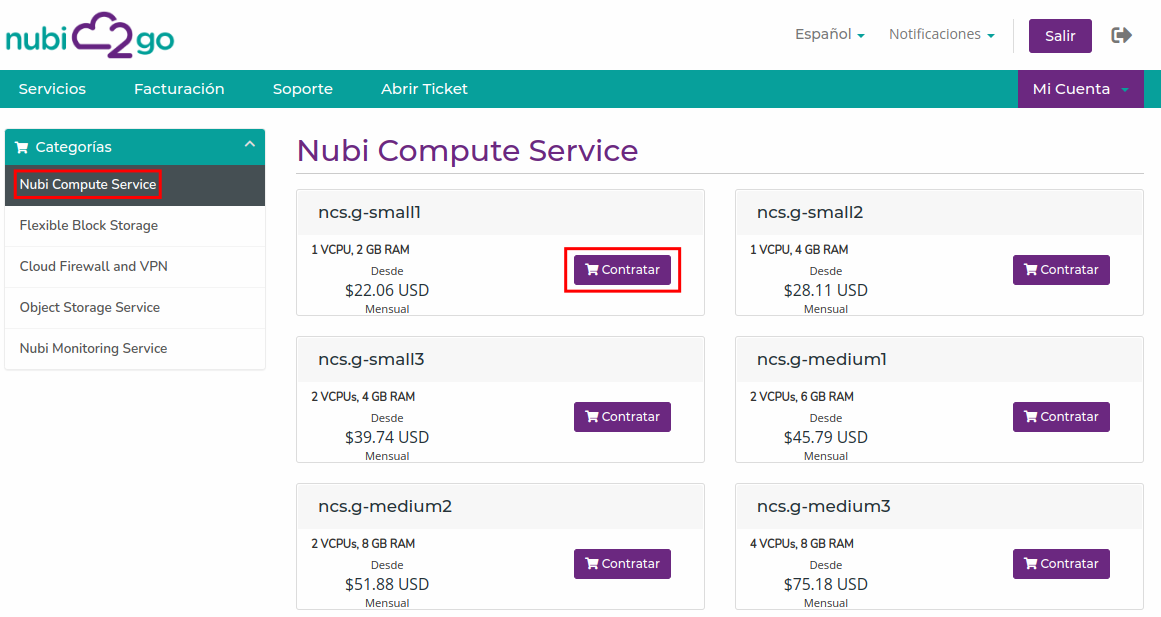 nubi2go
Español
Notificaciones
Salir
Servicios
Facturación
Soporte
Abrir Ticket
Mi Cuenta
Categorías
Nubi Compute Service
Flexible Block Storage
Cloud Firewall and VPN
Object Storage Service
Nubi Monitoring Service
Nubi Compute Service
ncs.g-small1
1 VCPU, 2 GB RAM
Desde
$22.06 USD
Mensual
Contratar
ncs.g-small2
1 VCPU, 4 GB RAM
Desde
$28.11 USD
Mensual
Contratar
ncs.g-small3
2 VCPUs, 4 GB RAM
Desde
$39.74 USD
Mensual
Contratar
ncs.g-medium1
2 VCPUs, 6 GB RAM
Desde
$45.79 USD
Mensual
Contratar
ncs.g-medium2
2 VCPUs, 8 GB RAM
Desde
$51.88 USD
Mensual
Contratar
ncs.g-medium3
4 VCPUs, 8 GB RAM
Desde
$75.18 USD
Mensual
Contratar